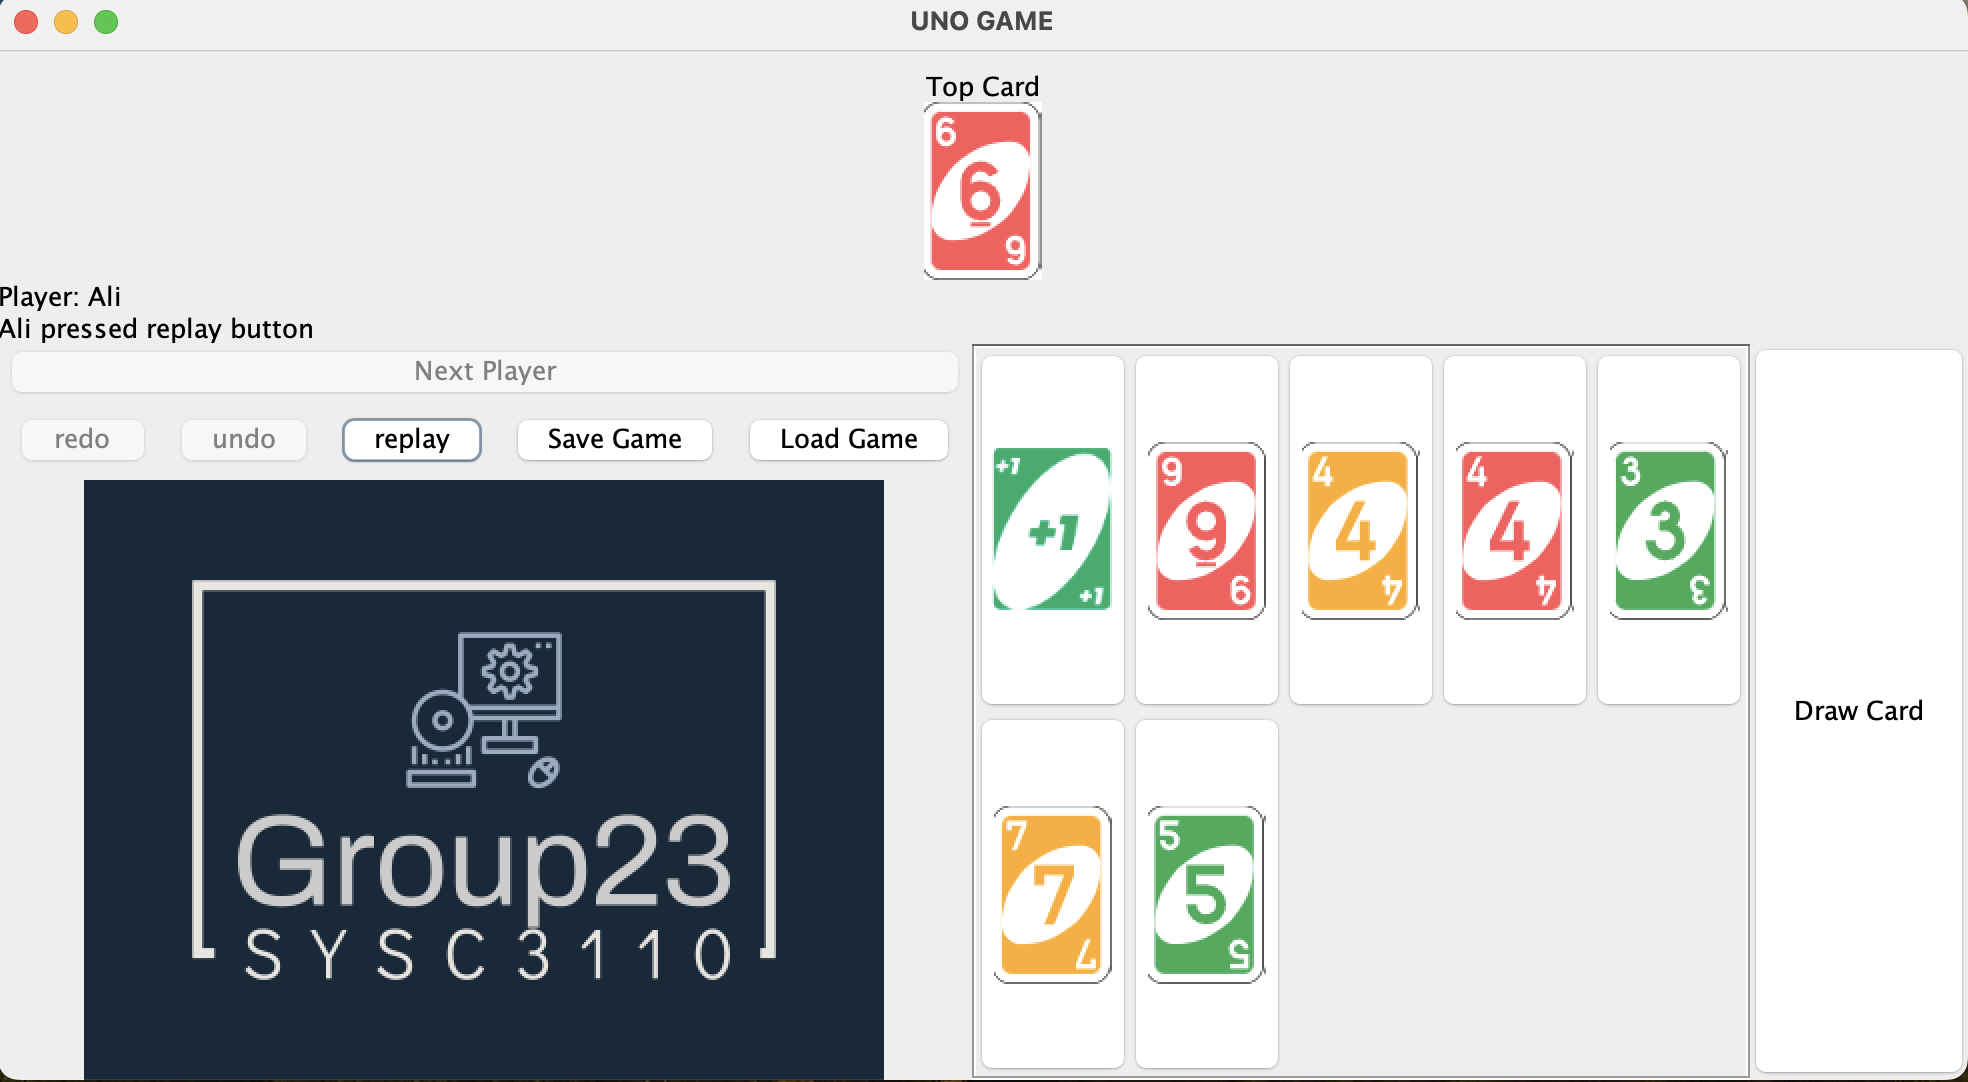 UNO GAME
Top Card
6
6
6
Player: Ali
Ali pressed replay button
Next Player
redo undo replay Save Game Load Game
+1 9 4 4 3
+1 9 4 4 3
+1 9 4 4 3
Draw Card
7 5
7 5
7 5
Group23
SYSC3110